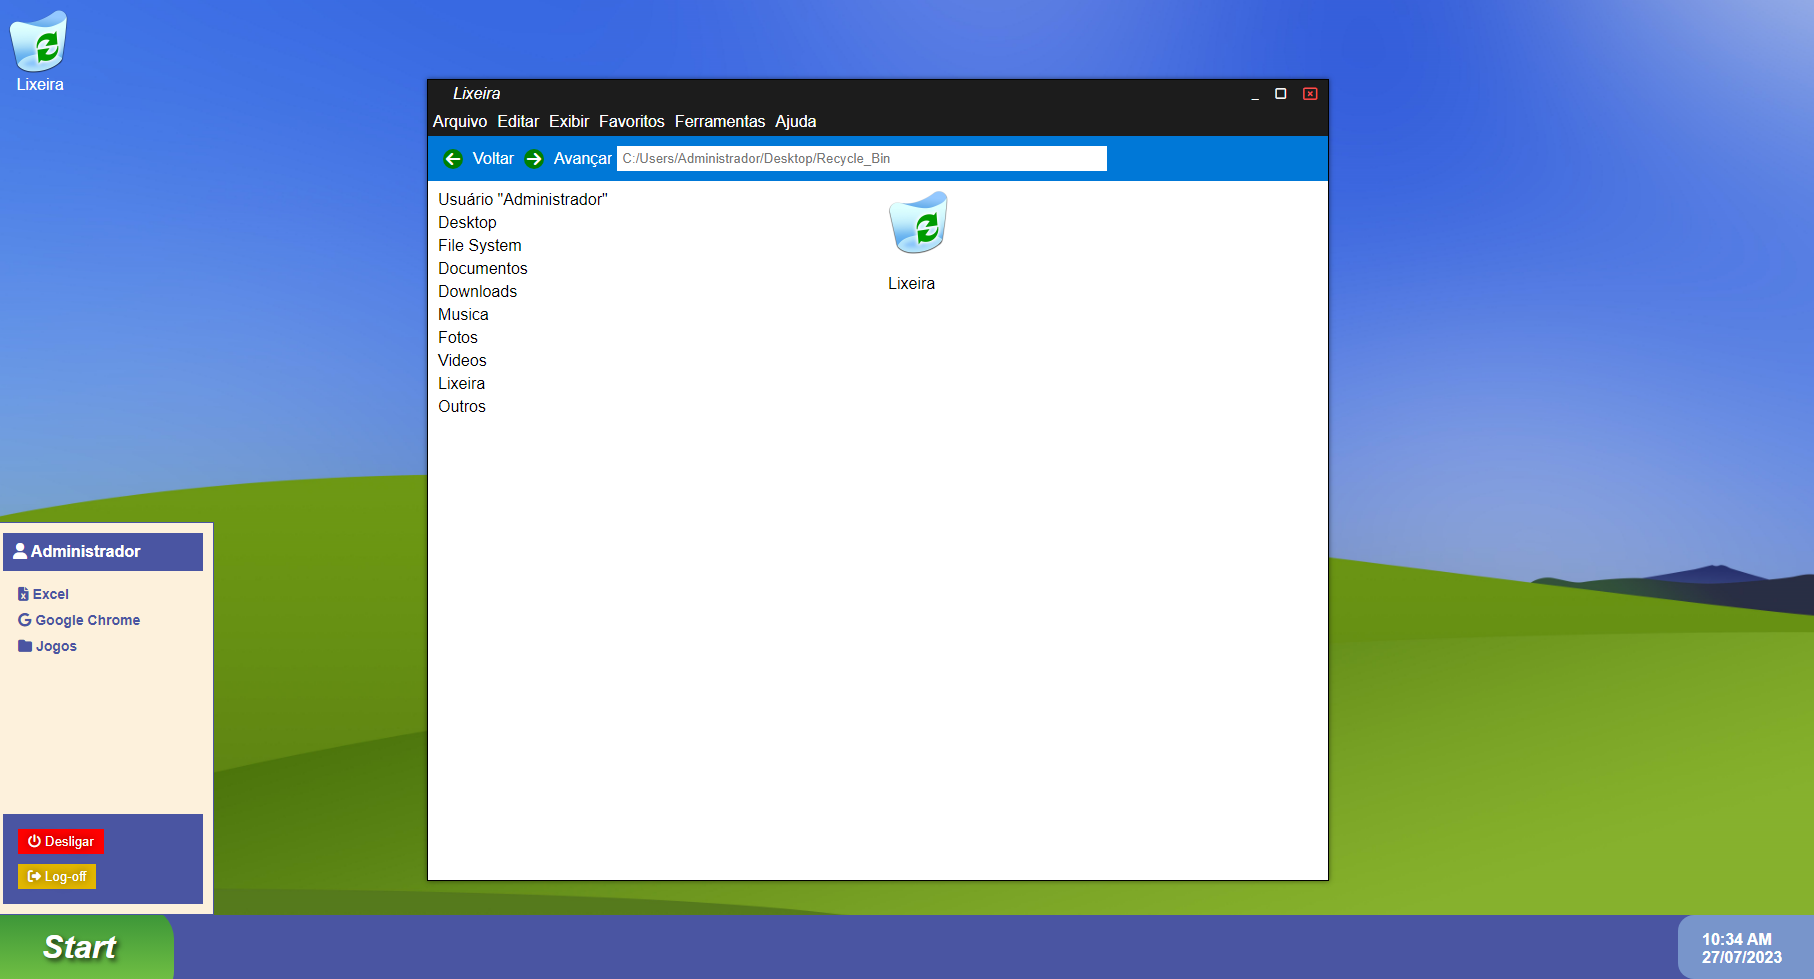 Lixeira
Lixeira
Arquivo Editar Exibir Favoritos Ferramentas Ajuda
Voltar Avançar C:/Users/Administrador/Desktop/Recycle_Bin
Usuário "Administrador"
Desktop
File System
Documentos
Downloads
Musica
Fotos
Videos
Lixeira
Outros
Lixeira
Administrador
Excel
Google Chrome
Jogos
Desligar
Log-off
Start
10:34 AM
27/07/2023